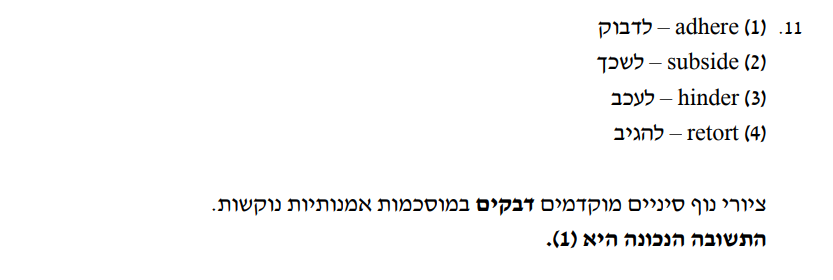 11. (1) adhere – לדבוק
(2) subside – לשכך
(3) hinder – לעכב
(4) retort – להגיב
ציורי נוף סיניים מוקדמים דבקים במוסכמות אמנותיות נוקשות.
התשובה הנכונה היא (1).